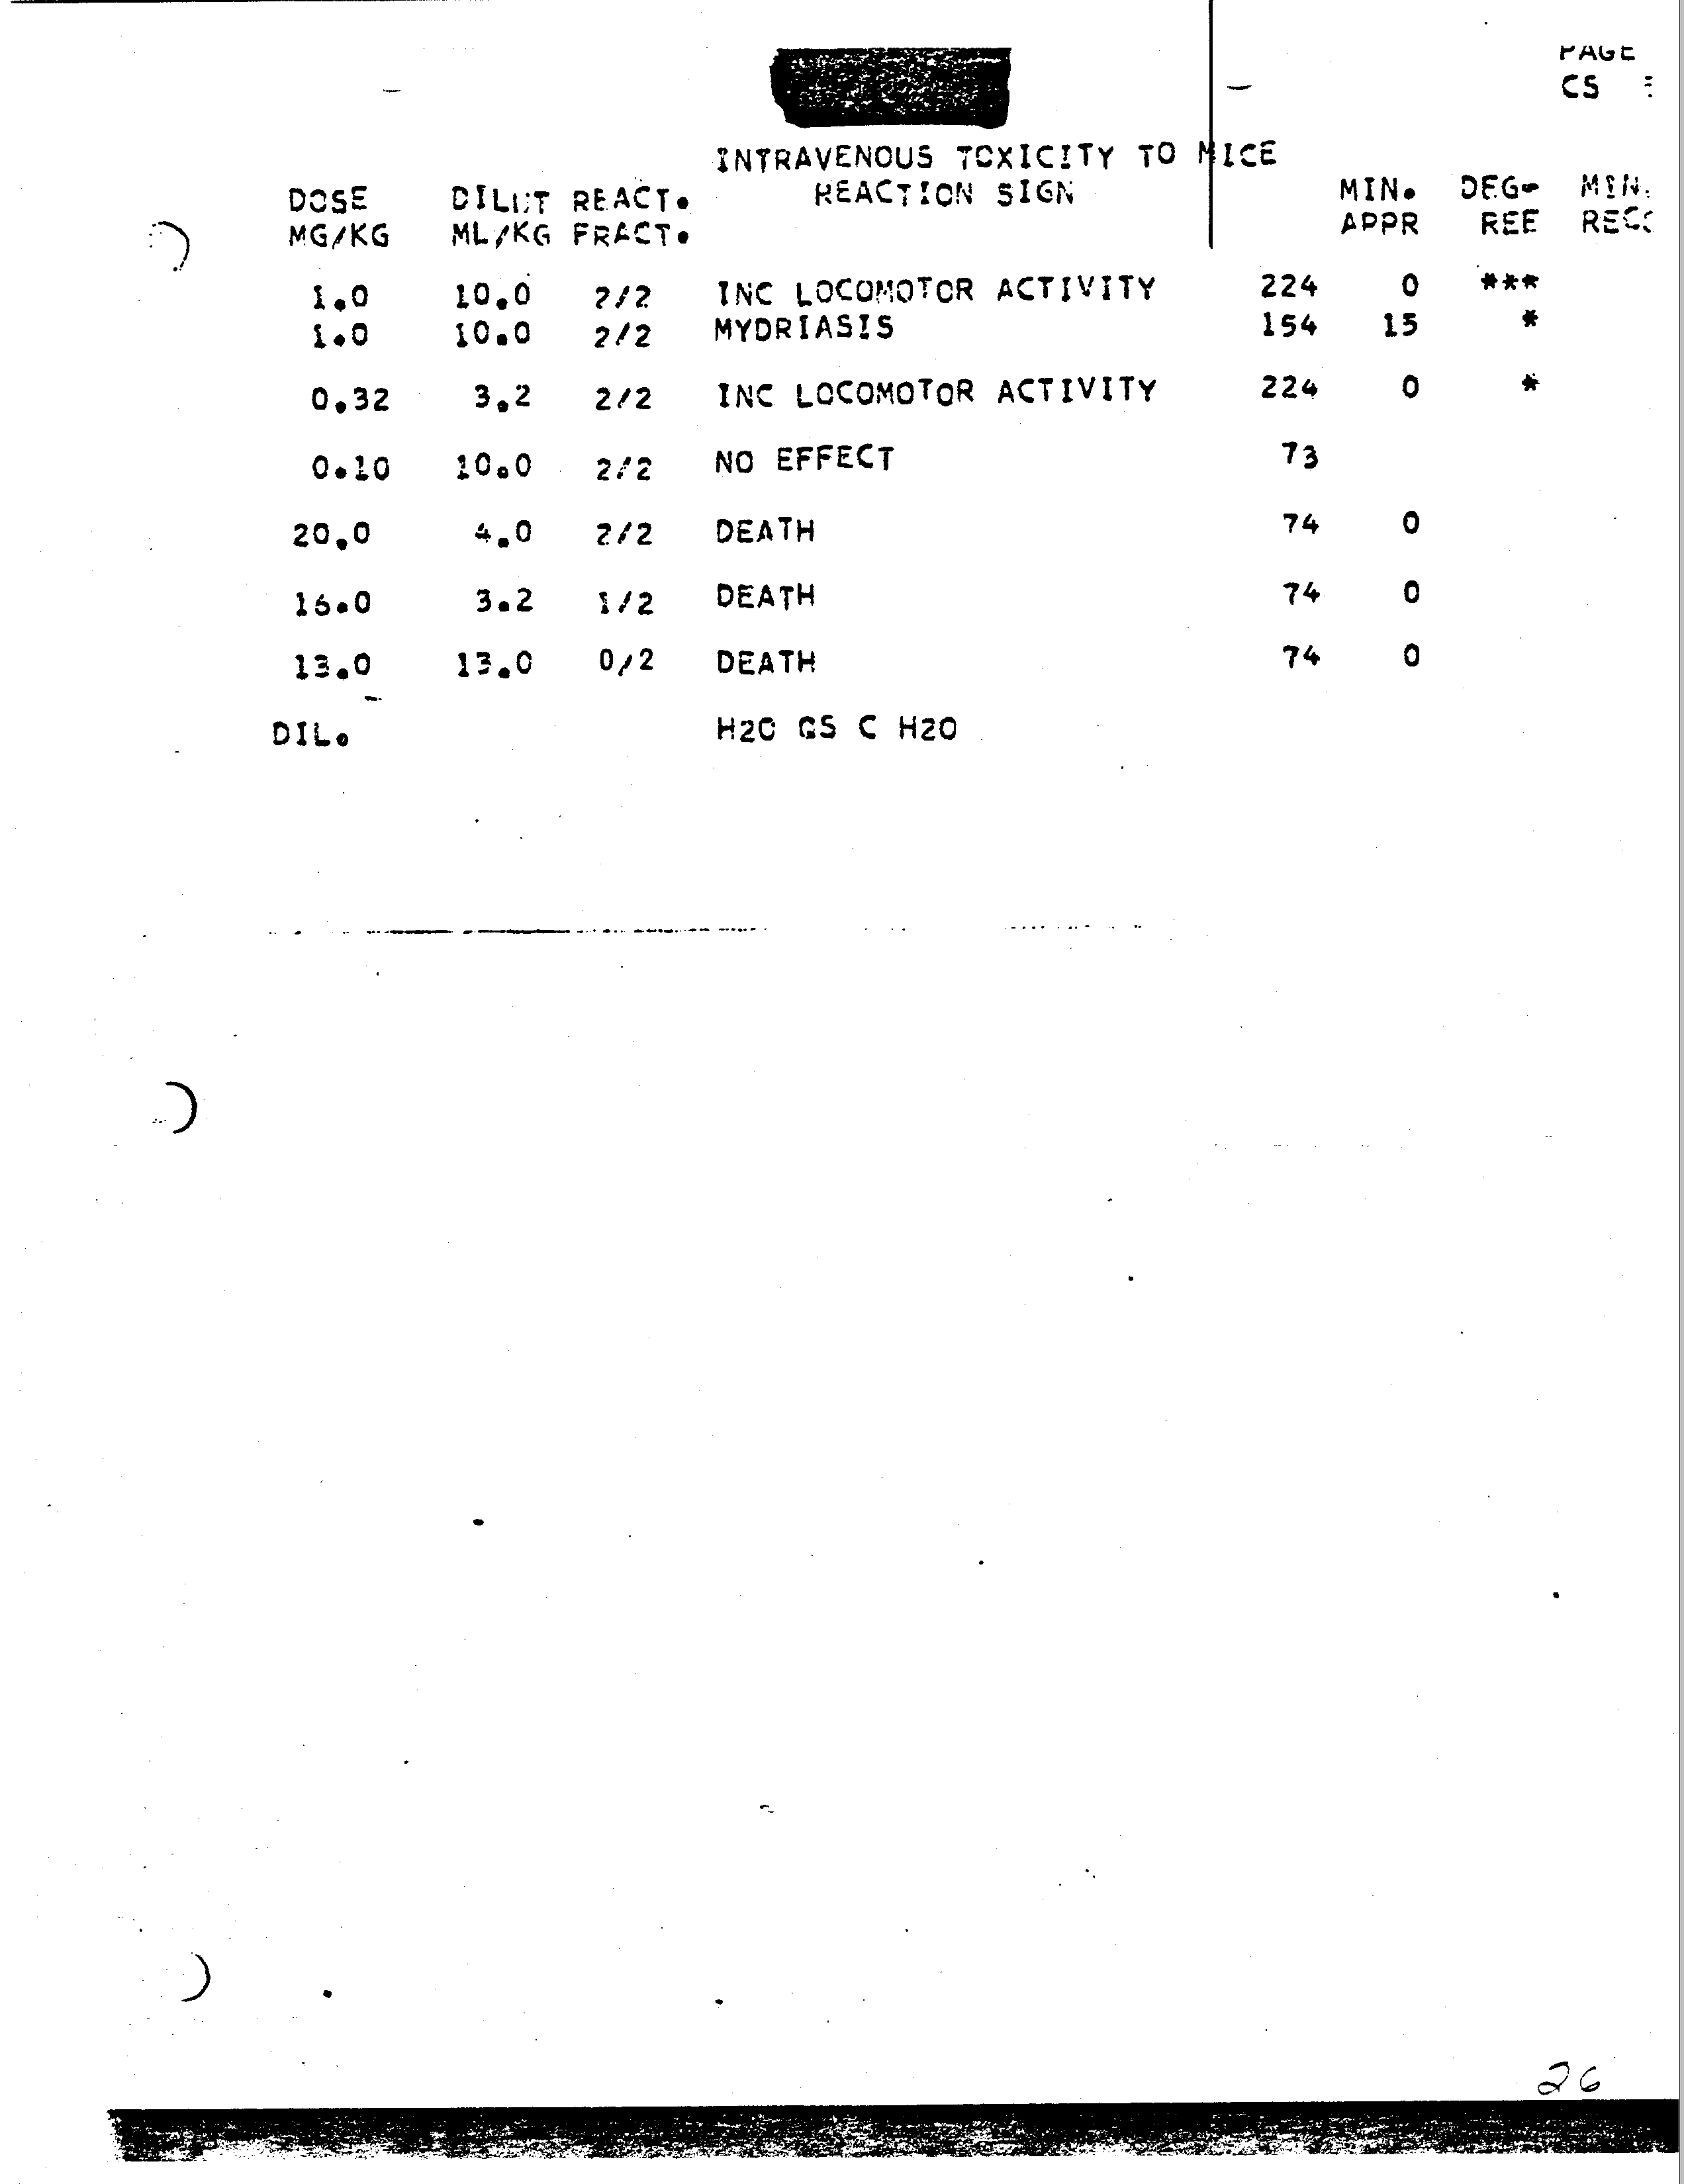 PAGE
CS
INTRAVENOUS TOXICITY TO MICE
DOSE DILUT REACT. REACTION SIGN MIN. DEG- MIN.
MG/KG ML/KG FRACT. APPR REE
1.0 10.0 2/2 INC LOCOMOTOR ACTIVITY 224 0 ***
1.0 10.0 2/2 MYDRIASIS 154 15 *
0.32 3.2 2/2 INC LOCOMOTOR ACTIVITY 224 0 *
0.10 10.0 2/2 NO EFFECT 73
20.0 4.0 2/2 DEATH 74 0
16.0 3.2 1/2 DEATH 74 0
13.0 13.0 0/2 DEATH 74 0
DIL. H2O QS C H2O
26